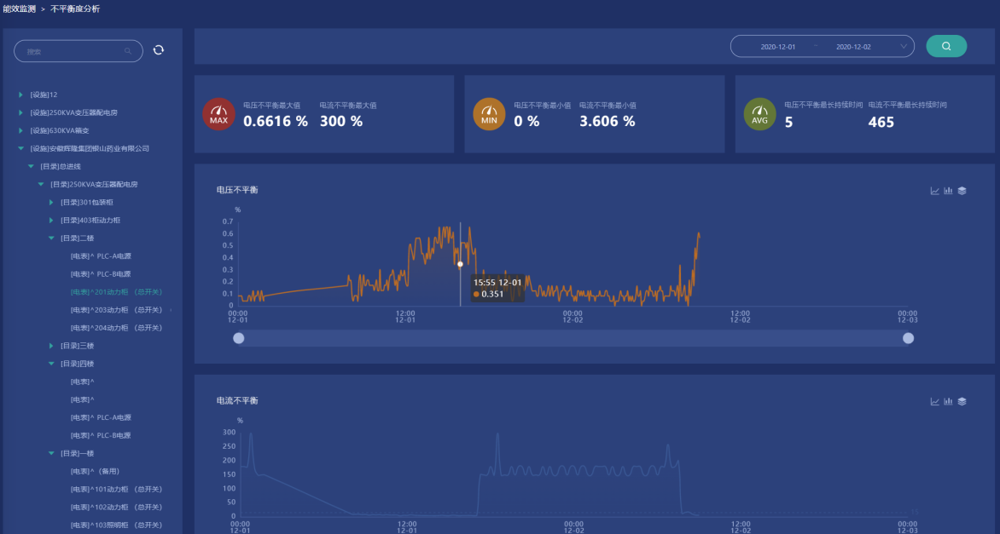 能效监测 > 不平衡度分析
搜索
[设施]12
[设施]250KVA变压器配电房
[设施]630KVA箱变
[设施]安徽辉隆集团银山药业有限公司
[目录]总进线
[目录]250KVA变压器配电房
[目录]301包装柜
[目录]403柜动力柜
[目录]二楼
[电表]^ PLC-A电源
[电表]^ PLC-B电源
[电表]^201动力柜 (总开关)
[电表]^203动力柜 (总开关)
[电表]^204动力柜 (总开关)
[目录]三楼
[目录]四楼
[电表]^
[电表]^
[电表]^ PLC-A电源
[电表]^ PLC-B电源
[目录]一楼
[电表]^ (备用)
[电表]^101动力柜 (总开关)
[电表]^102动力柜 (总开关)
[电表]^103照明柜 (总开关)
2020-12-01 ~ 2020-12-02
MAX
电压不平衡最大值 电流不平衡最大值
0.6616 % 300 %
MIN
电压不平衡最小值 电流不平衡最小值
0 % 3.606 %
AVG
电压不平衡最长持续时间 电流不平衡最长持续时间
5 465
电压不平衡
%
0.7
0.6
0.5
0.4
0.3
0.2
0.1
0
15:55 12-01
0.351
00:00 12:00 00:00 12:00 00:00
12-01 12-01 12-02 12-02 12-03
电流不平衡
%
300
250
200
150
100
50
0
00:00 12:00 00:00 12:00 00:00
12-01 12-01 12-02 12-02 12-03